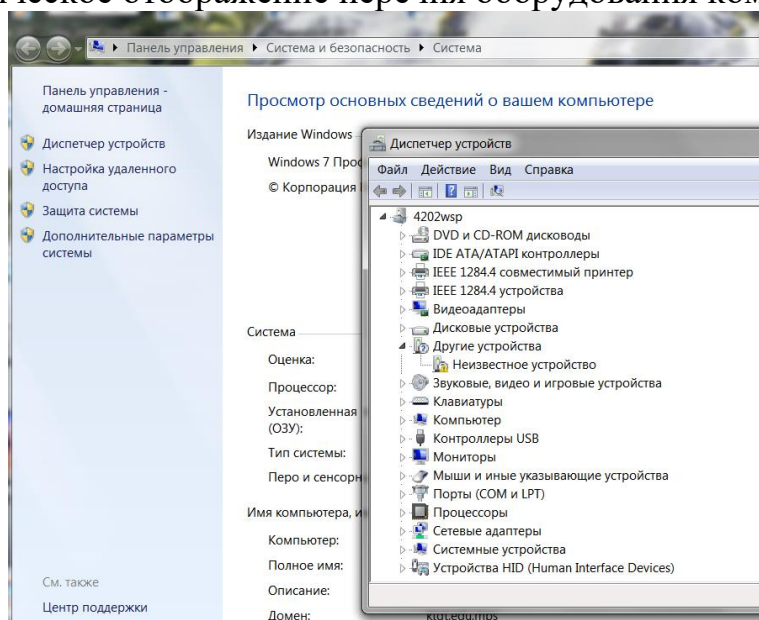 ческое отображение перечня оборудования ком
Панель управления ▸ Система и безопасность ▸ Система
Панель управления -
домашняя страница
Диспетчер устройств
Настройка удаленного
доступа
Защита системы
Дополнительные параметры
системы
См. также
Центр поддержки
Просмотр основных сведений о вашем компьютере
Издание Windows
Windows 7
© Корпорация
Система
Оценка:
Процессор:
Установленная
(ОЗУ):
Тип системы:
Перо и сенсорн
Имя компьютера, и
Компьютер:
Полное имя:
Описание:
Домен:
Диспетчер устройств
Файл Действие Вид Справка
4202wsp
DVD и CD-ROM дисководы
IDE ATA/ATAPI контроллеры
IEEE 1284.4 совместимый принтер
IEEE 1284.4 устройства
Видеоадаптеры
Дисковые устройства
Другие устройства
Неизвестное устройство
Звуковые, видео и игровые устройства
Клавиатуры
Компьютер
Контроллеры USB
Мониторы
Мыши и иные указывающие устройства
Порты (COM и LPT)
Процессоры
Сетевые адаптеры
Системные устройства
Устройства HID (Human Interface Devices)